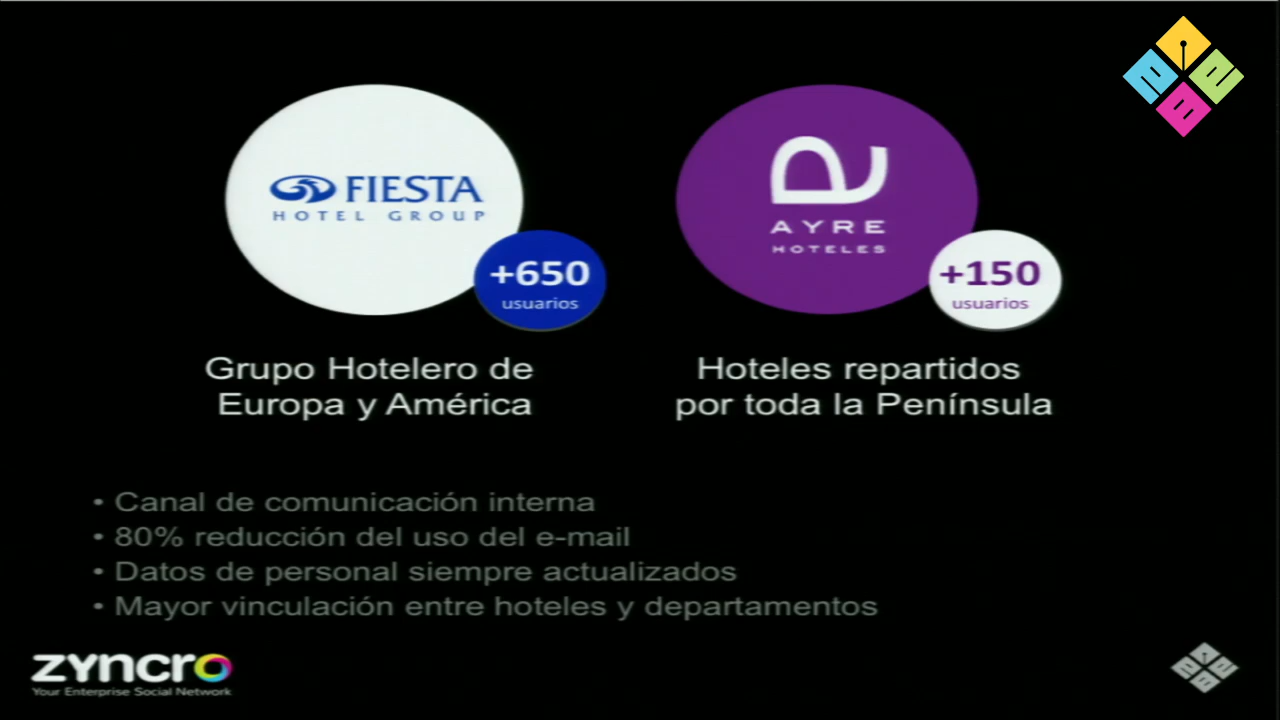 FIESTA
HOTEL GROUP
+650
usuarios
AYRE
HOTELES
+150
usuarios
Grupo Hotelero de
Europa y América
Hoteles repartidos
por toda la Península
• Canal de comunicación interna
• 80% reducción del uso del e-mail
• Datos de personal siempre actualizados
• Mayor vinculación entre hoteles y departamentos
zyncro
Your Enterprise Social Network